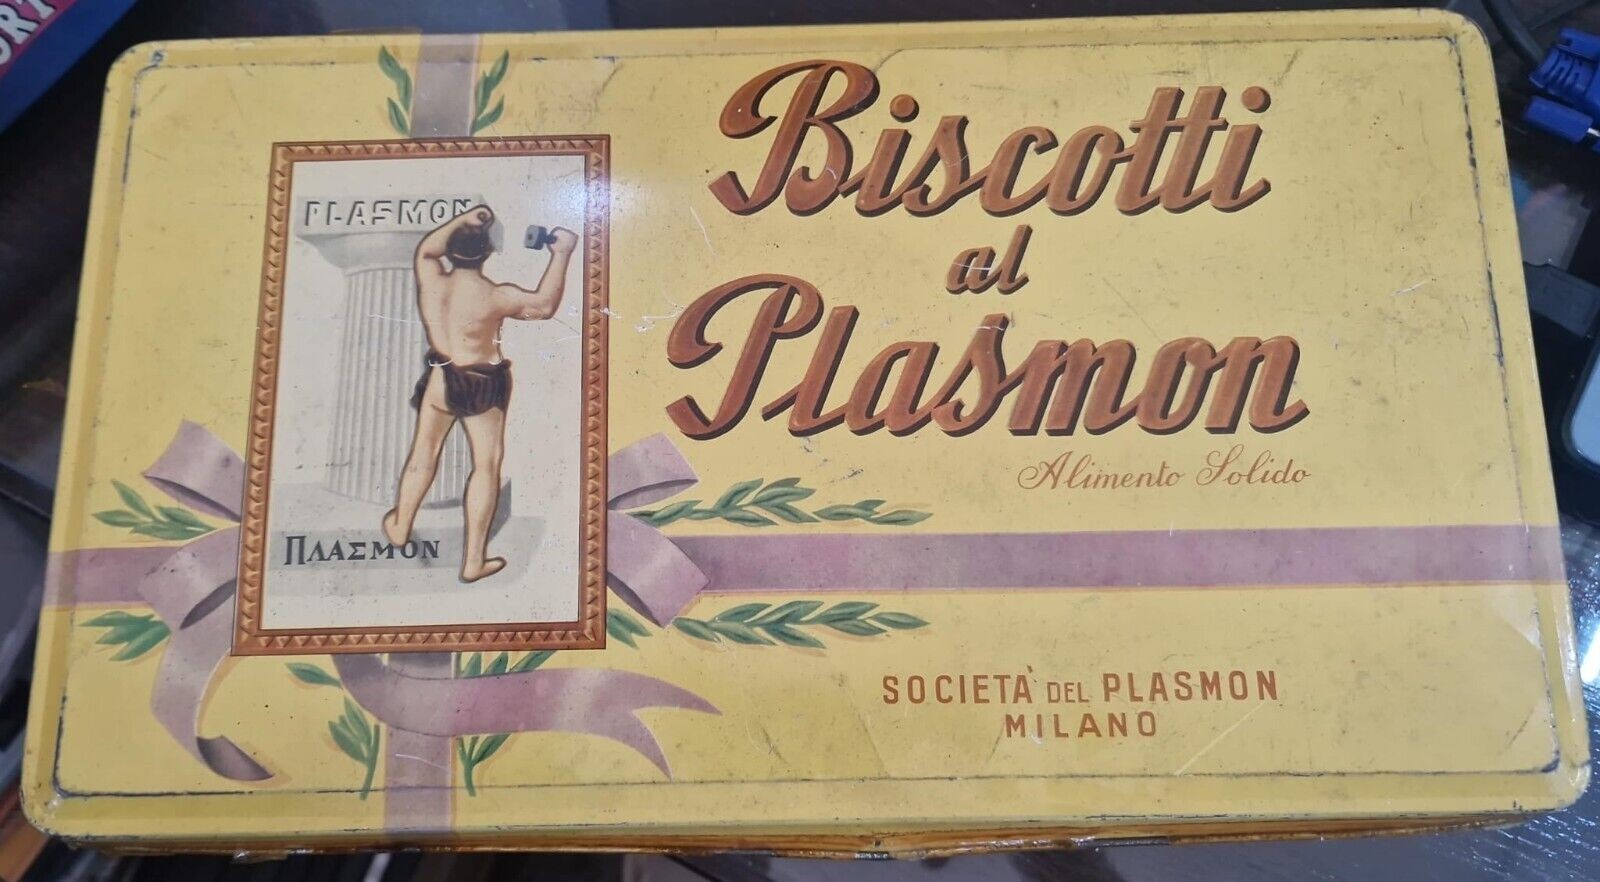 PLASMON
ΠΛΑΣΜΟΝ
Biscotti
al
Plasmon
Alimento Solido
SOCIETÀ DEL PLASMON
MILANO